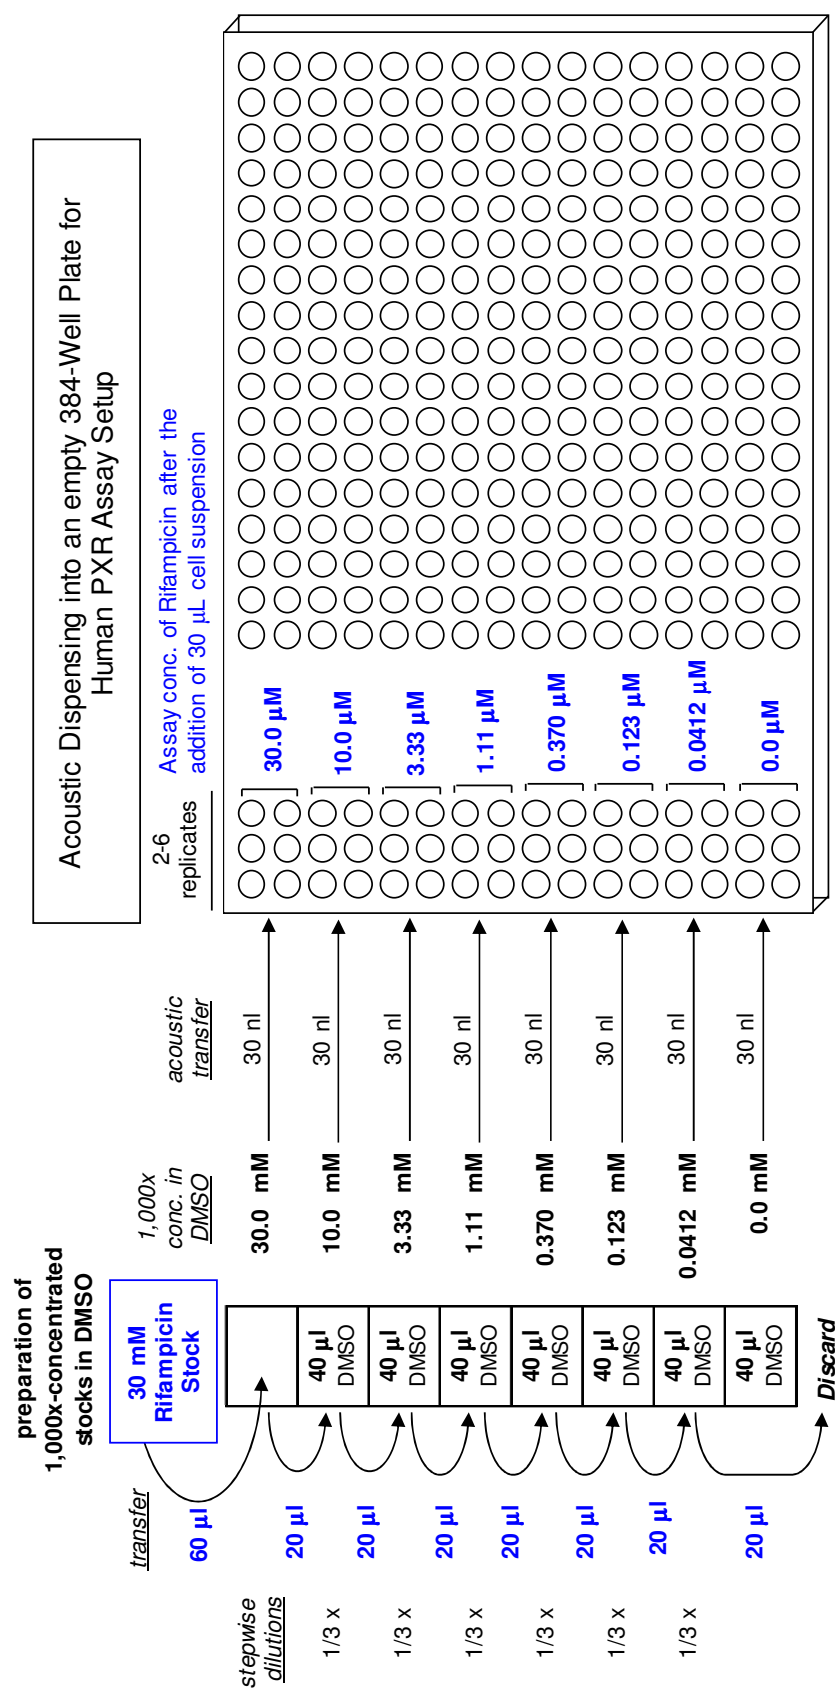 Acoustic Dispensing into an empty 384-Well Plate for
Human PXR Assay Setup
preparation of
1,000x-concentrated
stocks in DMSO
30 mM
Rifampicin
Stock
stepwise
dilutions
transfer
1,000x
conc. in
DMSO
acoustic
transfer
2-6
replicates
Assay conc. of Rifampicin after the
addition of 30 μL cell suspension
60 μl
20 μl
30.0 mM
30 nl
30.0 μM
1/3 x
20 μl
40 μl
DMSO
10.0 mM
30 nl
10.0 μM
1/3 x
20 μl
40 μl
DMSO
3.33 mM
30 nl
3.33 μM
1/3 x
20 μl
40 μl
DMSO
1.11 mM
30 nl
1.11 μM
1/3 x
20 μl
40 μl
DMSO
0.370 mM
30 nl
0.370 μM
1/3 x
20 μl
40 μl
DMSO
0.123 mM
30 nl
0.123 μM
1/3 x
20 μl
40 μl
DMSO
0.0412 mM
30 nl
0.0412 μM
40 μl
DMSO
0.0 mM
30 nl
0.0 μM
Discard